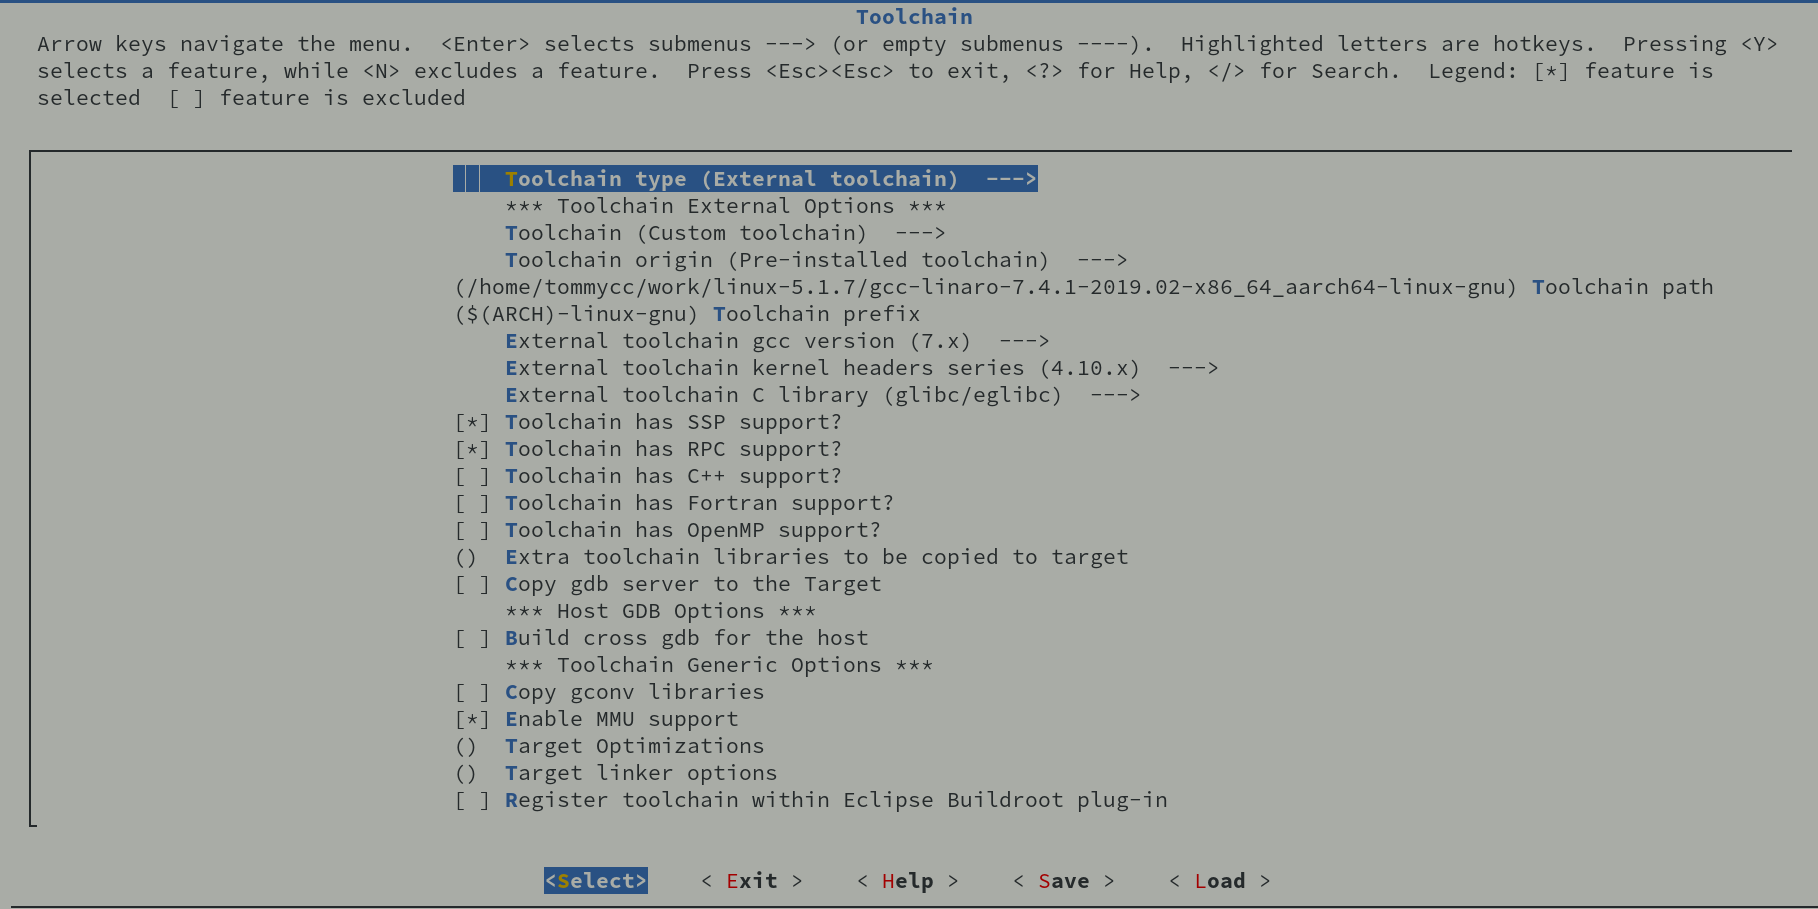 Toolchain
Arrow keys navigate the menu.  <Enter> selects submenus ---> (or empty submenus ----).  Highlighted letters are hotkeys.  Pressing <Y>
selects a feature, while <N> excludes a feature.  Press <Esc><Esc> to exit, <?> for Help, </> for Search.  Legend: [*] feature is
selected  [ ] feature is excluded
Toolchain type (External toolchain)  --->
*** Toolchain External Options ***
Toolchain (Custom toolchain)  --->
Toolchain origin (Pre-installed toolchain)  --->
(/home/tommycc/work/linux-5.1.7/gcc-linaro-7.4.1-2019.02-x86_64_aarch64-linux-gnu) Toolchain path
($(ARCH)-linux-gnu) Toolchain prefix
External toolchain gcc version (7.x)  --->
External toolchain kernel headers series (4.10.x)  --->
External toolchain C library (glibc/eglibc)  --->
[*] Toolchain has SSP support?
[*] Toolchain has RPC support?
[ ] Toolchain has C++ support?
[ ] Toolchain has Fortran support?
[ ] Toolchain has OpenMP support?
()  Extra toolchain libraries to be copied to target
[ ] Copy gdb server to the Target
*** Host GDB Options ***
[ ] Build cross gdb for the host
*** Toolchain Generic Options ***
[ ] Copy gconv libraries
[*] Enable MMU support
()  Target Optimizations
()  Target linker options
[ ] Register toolchain within Eclipse Buildroot plug-in
<Select>    < Exit >    < Help >    < Save >    < Load >